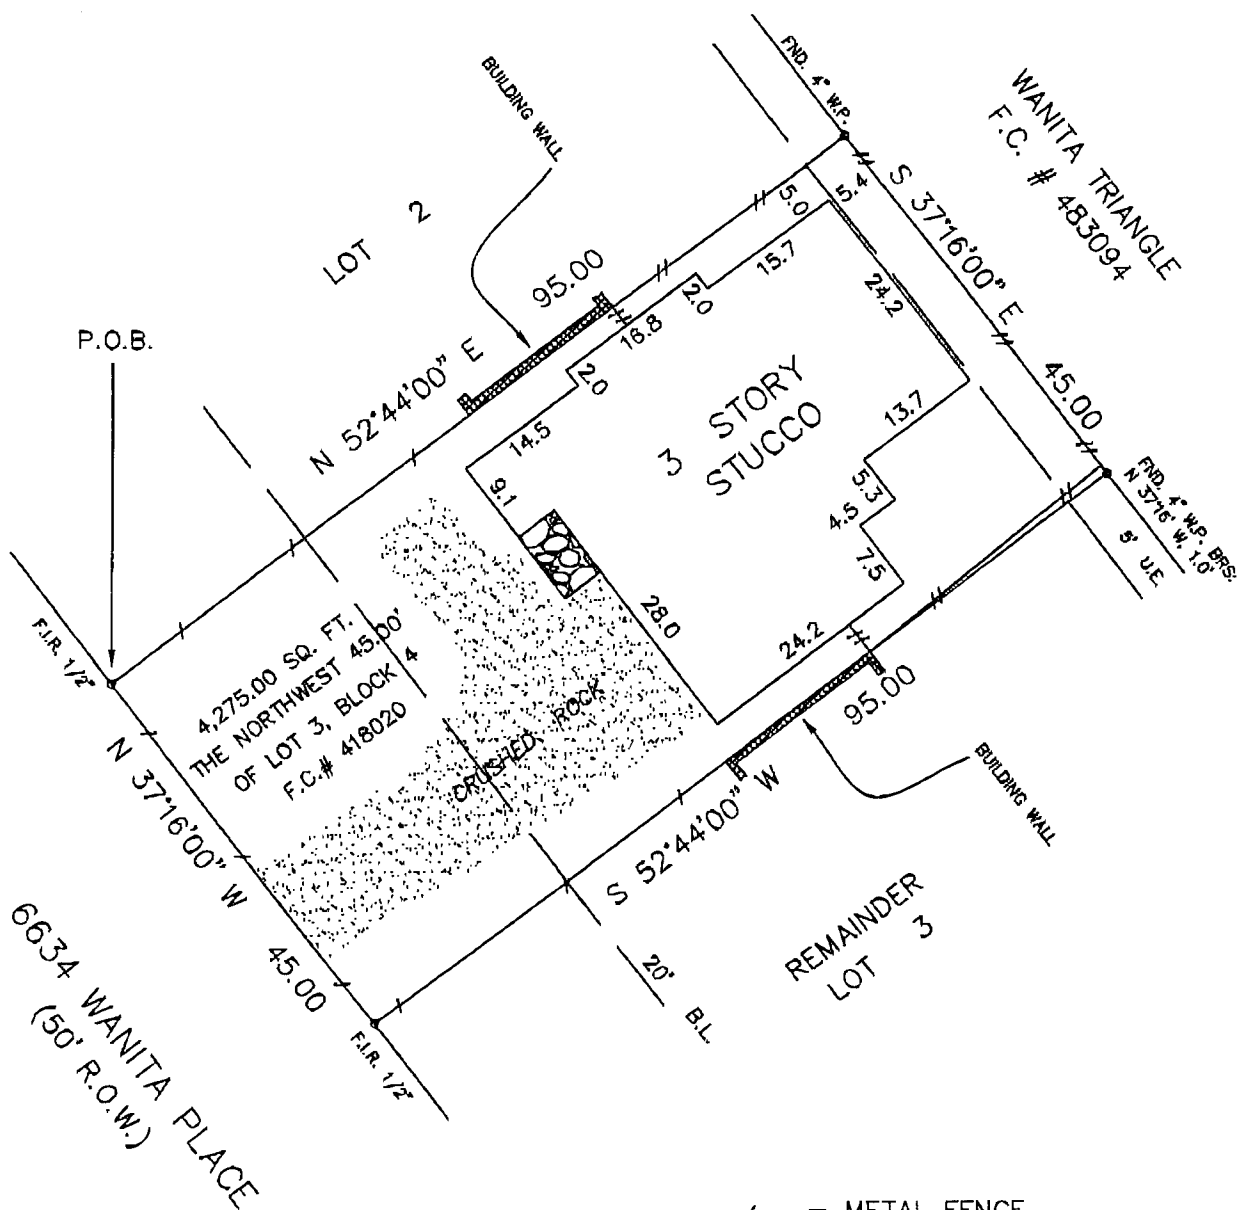 BUILDING WALL
FND. 4" W.P.
WANITA TRIANGLE
F.C. # 483094
LOT 2
P.O.B.
N 52°44'00" E
95.00
S 37°16'00" E
45.00
5.0
5.4
15.7
2.0
16.8
2.0
14.5
9.1
24.2
13.7
5.3
4.5
7.5
24.2
28.0
3 STORY
STUCCO
FND. 4" W.P. BRS.
N 37°16' W. 1.0'
5' U.E.
F.I.R. 1/2"
4,275.00 SQ. FT.
THE NORTHWEST 45.00'
OF LOT 3, BLOCK 4
F.C.# 418020
CRUSHED ROCK
N 37°16'00" W
45.00
S 52°44'00" W
95.00
BUILDING WALL
REMAINDER
LOT 3
20' B.L.
F.I.R. 1/2"
6634 WANITA PLACE
(50' R.O.W.)
= METAL FENCE